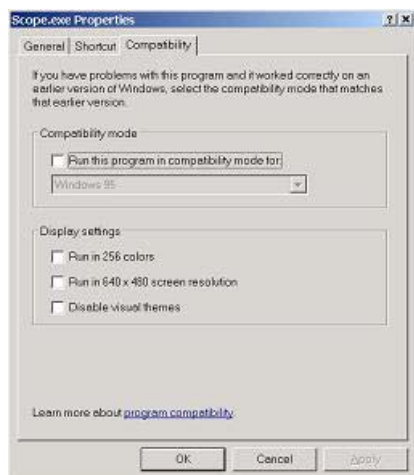 Scope.exe Properties
General Shortcut Compatibility
If you have problems with this program and it worked correctly on an
earlier version of Windows, select the compatibility mode that matches
that earlier version.
Compatibility mode
Run this program in compatibility mode for:
Windows 95
Display settings
Run in 256 colors
Run in 640 x 480 screen resolution
Disable visual themes
Learn more about program compatibility.
OK Cancel Apply